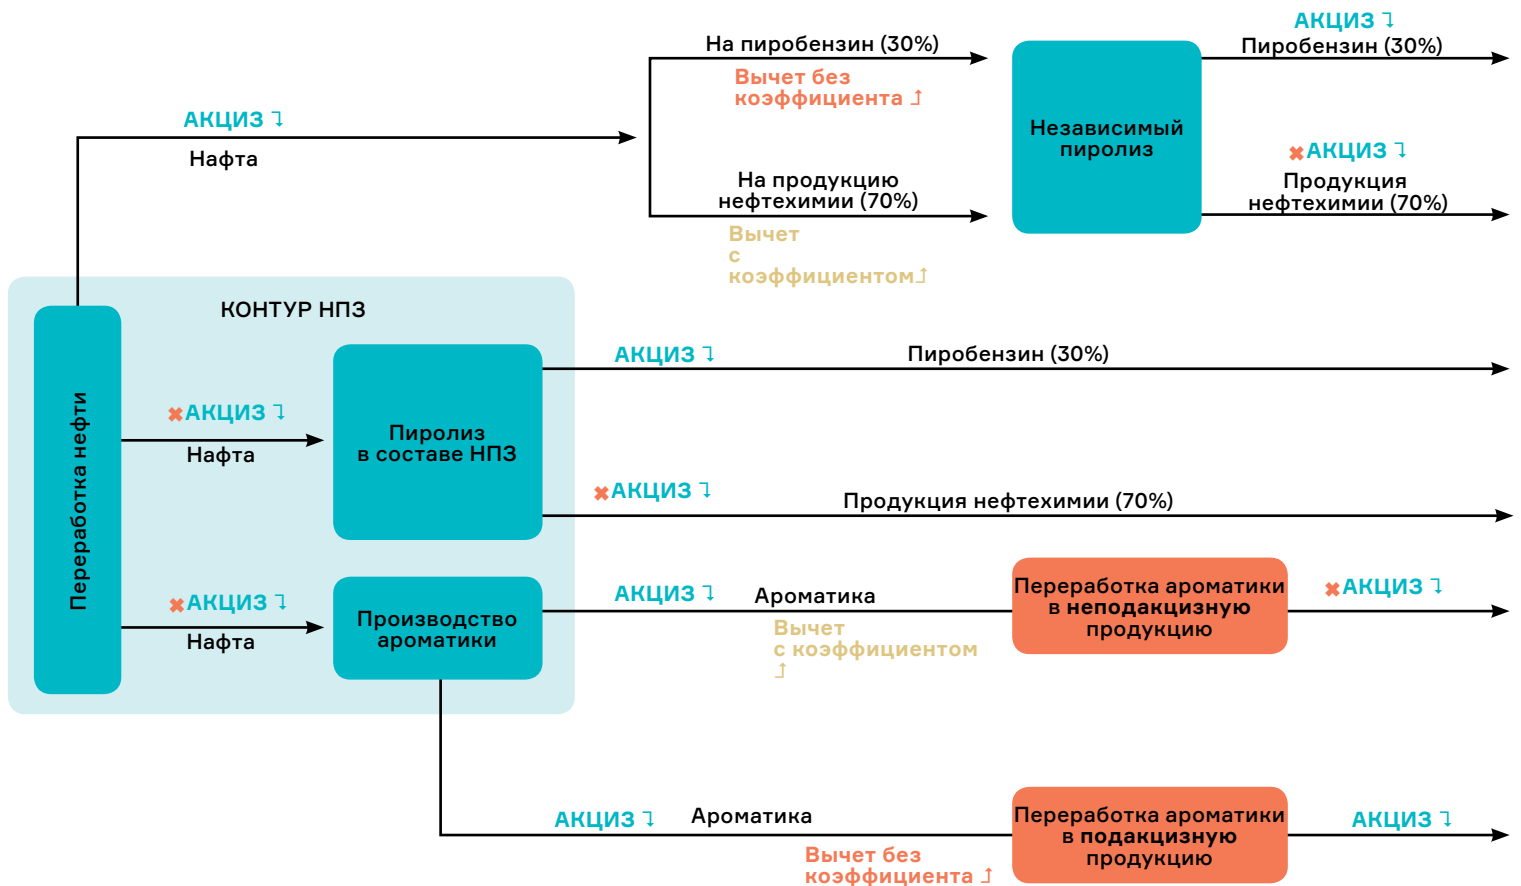 АКЦИЗ ↴
Нафта
На пиробензин (30%)
Вычет без
коэффициента ⤴
На продукцию
нефтехимии (70%)
Вычет
с
коэффициентом⤴
Независимый
пиролиз
АКЦИЗ ↴
Пиробензин (30%)
✖АКЦИЗ ↴
Продукция
нефтехимии (70%)
КОНТУР НПЗ
Переработка нефти
✖АКЦИЗ ↴
Нафта
Пиролиз
в составе НПЗ
АКЦИЗ ↴
Пиробензин (30%)
✖АКЦИЗ ↴
Продукция нефтехимии (70%)
✖АКЦИЗ ↴
Нафта
Производство
ароматики
АКЦИЗ ↴
Ароматика
Вычет
с коэффициентом
⤴
Переработка ароматики
в неподакцизную
продукцию
✖АКЦИЗ ↴
АКЦИЗ ↴
Ароматика
Вычет без
коэффициента ⤴
Переработка ароматики
в подакцизную
продукцию
АКЦИЗ ↴